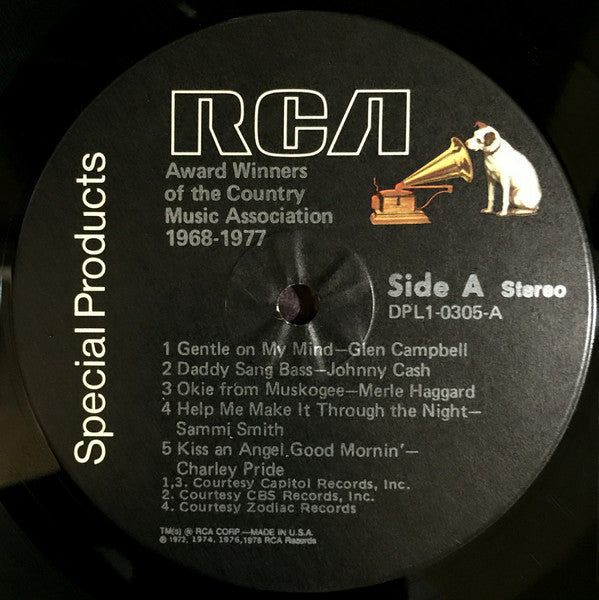 RCA
Special Products
Award Winners
of the Country
Music Association
1968-1977
Side A Stereo
DPL1-0305-A
1 Gentle on My Mind—Glen Campbell
2 Daddy Sang Bass—Johnny Cash
3 Okie from Muskogee—Merle Haggard
4 Help Me Make It Through the Night—
Sammi Smith
5 Kiss an Angel Good Mornin'—
Charley Pride
1,3. Courtesy Capitol Records, Inc.
2. Courtesy CBS Records, Inc.
4. Courtesy Zodiac Records
TM(s) ® RCA CORP.—MADE IN U.S.A.
℗ 1972, 1974, 1976, 1978 RCA Records